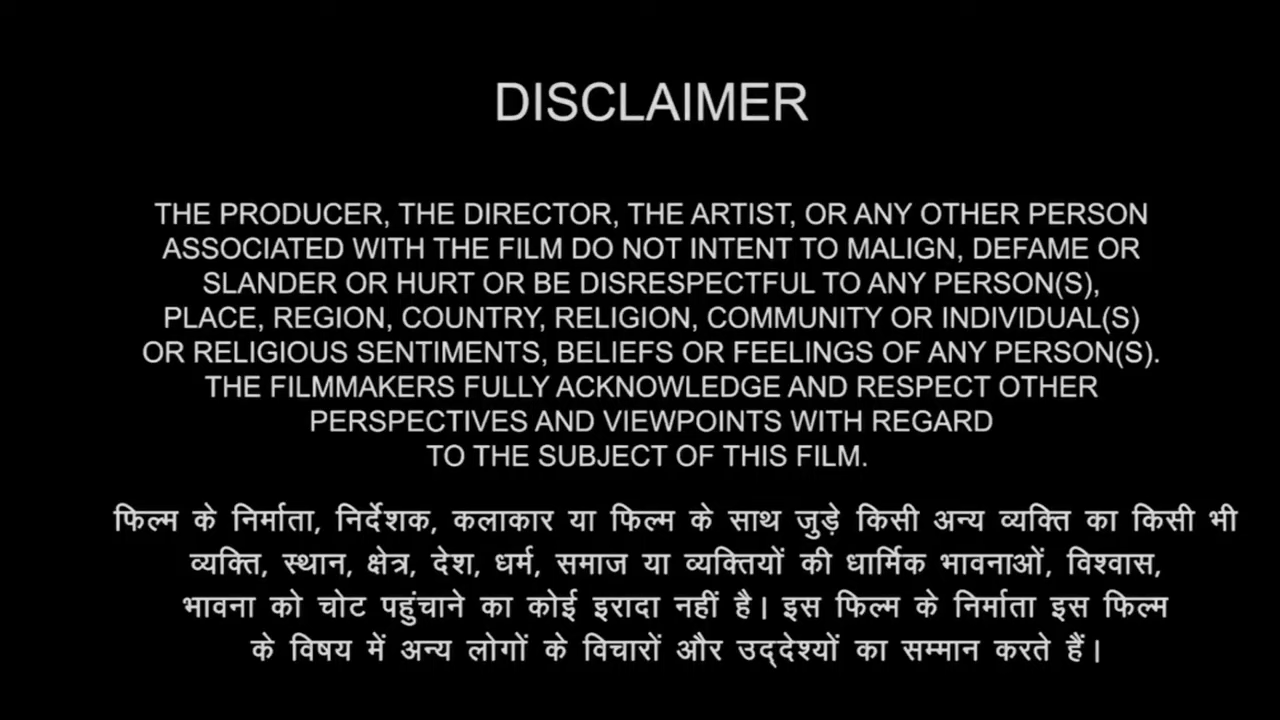 DISCLAIMER
THE PRODUCER, THE DIRECTOR, THE ARTIST, OR ANY OTHER PERSON
ASSOCIATED WITH THE FILM DO NOT INTENT TO MALIGN, DEFAME OR
SLANDER OR HURT OR BE DISRESPECTFUL TO ANY PERSON(S),
PLACE, REGION, COUNTRY, RELIGION, COMMUNITY OR INDIVIDUAL(S)
OR RELIGIOUS SENTIMENTS, BELIEFS OR FEELINGS OF ANY PERSON(S).
THE FILMMAKERS FULLY ACKNOWLEDGE AND RESPECT OTHER
PERSPECTIVES AND VIEWPOINTS WITH REGARD
TO THE SUBJECT OF THIS FILM.
फिल्म के निर्माता, निर्देशक, कलाकार या फिल्म के साथ जुड़े किसी अन्य व्यक्ति का किसी भी
व्यक्ति, स्थान, क्षेत्र, देश, धर्म, समाज या व्यक्तियों की धार्मिक भावनाओं, विश्वास,
भावना को चोट पहुंचाने का कोई इरादा नहीं है। इस फिल्म के निर्माता इस फिल्म
के विषय में अन्य लोगों के विचारों और उद्देश्यों का सम्मान करते हैं।